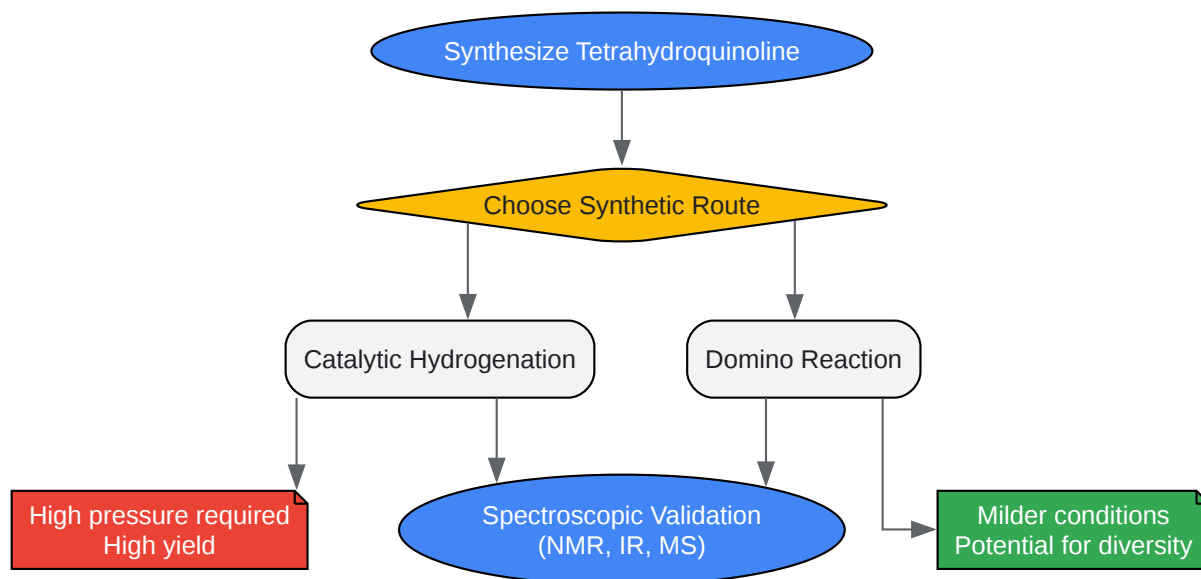 Synthesize Tetrahydroquinoline
Choose Synthetic Route
Catalytic Hydrogenation
Domino Reaction
High pressure required
High yield
Spectroscopic Validation
(NMR, IR, MS)
Milder conditions
Potential for diversity